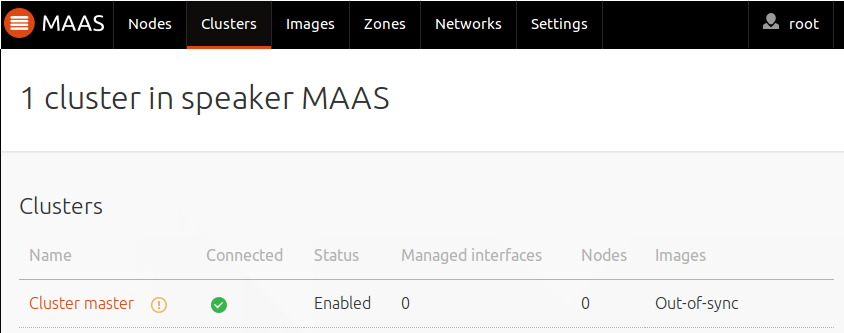 MAAS Nodes Clusters Images Zones Networks Settings root
1 cluster in speaker MAAS
Clusters
Name Connected Status Managed interfaces Nodes Images
Cluster master Enabled 0 0 Out-of-sync